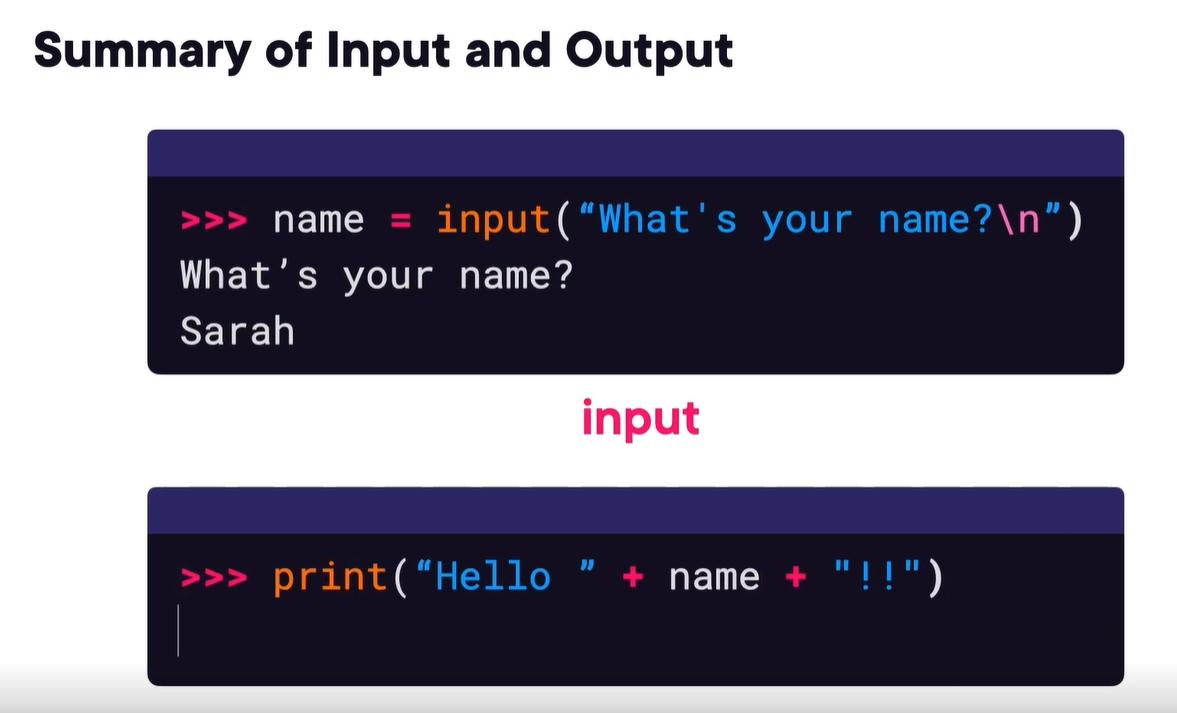 Summary of Input and Output
>>> name = input(“What's your name?\n”)
What’s your name?
Sarah
input
>>> print(“Hello ” + name + "!!")